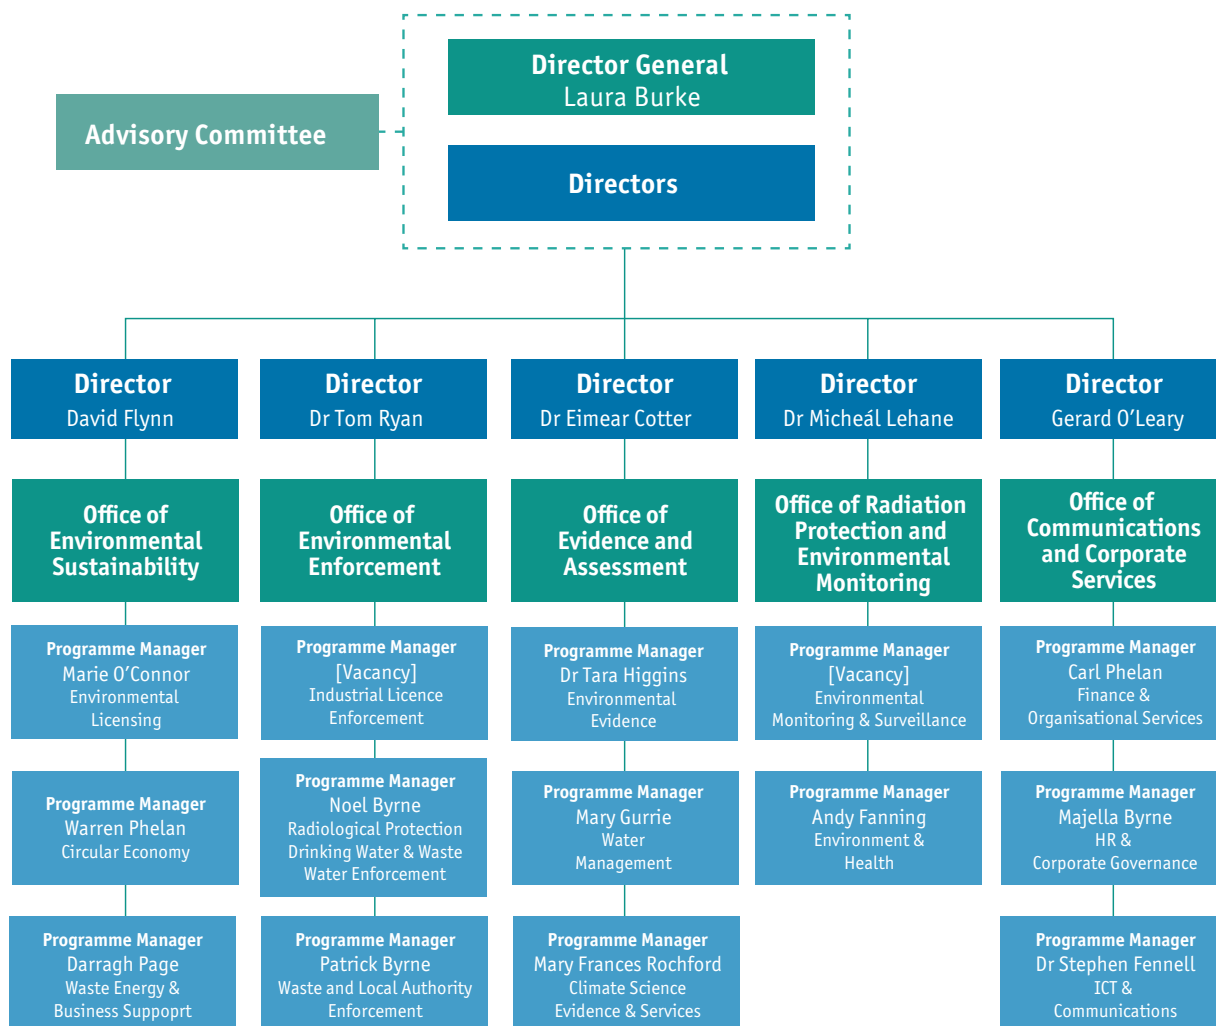 Director General
Laura Burke
Advisory Committee
Directors
Director
David Flynn
Director
Dr Tom Ryan
Director
Dr Eimear Cotter
Director
Dr Micheál Lehane
Director
Gerard O'Leary
Office of
Environmental
Sustainability
Office of
Environmental
Enforcement
Office of
Evidence and
Assessment
Office of Radiation
Protection and
Environmental
Monitoring
Office of
Communications
and Corporate
Services
Programme Manager
Marie O'Connor
Environmental
Licensing
Programme Manager
[Vacancy]
Industrial Licence
Enforcement
Programme Manager
Dr Tara Higgins
Environmental
Evidence
Programme Manager
[Vacancy]
Environmental
Monitoring & Surveillance
Programme Manager
Carl Phelan
Finance &
Organisational Services
Programme Manager
Warren Phelan
Circular Economy
Programme Manager
Noel Byrne
Radiological Protection
Drinking Water & Waste
Water Enforcement
Programme Manager
Mary Gurrie
Water
Management
Programme Manager
Andy Fanning
Environment &
Health
Programme Manager
Majella Byrne
HR &
Corporate Governance
Programme Manager
Darragh Page
Waste Energy &
Business Suppoprt
Programme Manager
Patrick Byrne
Waste and Local Authority
Enforcement
Programme Manager
Mary Frances Rochford
Climate Science
Evidence & Services
Programme Manager
Dr Stephen Fennell
ICT &
Communications